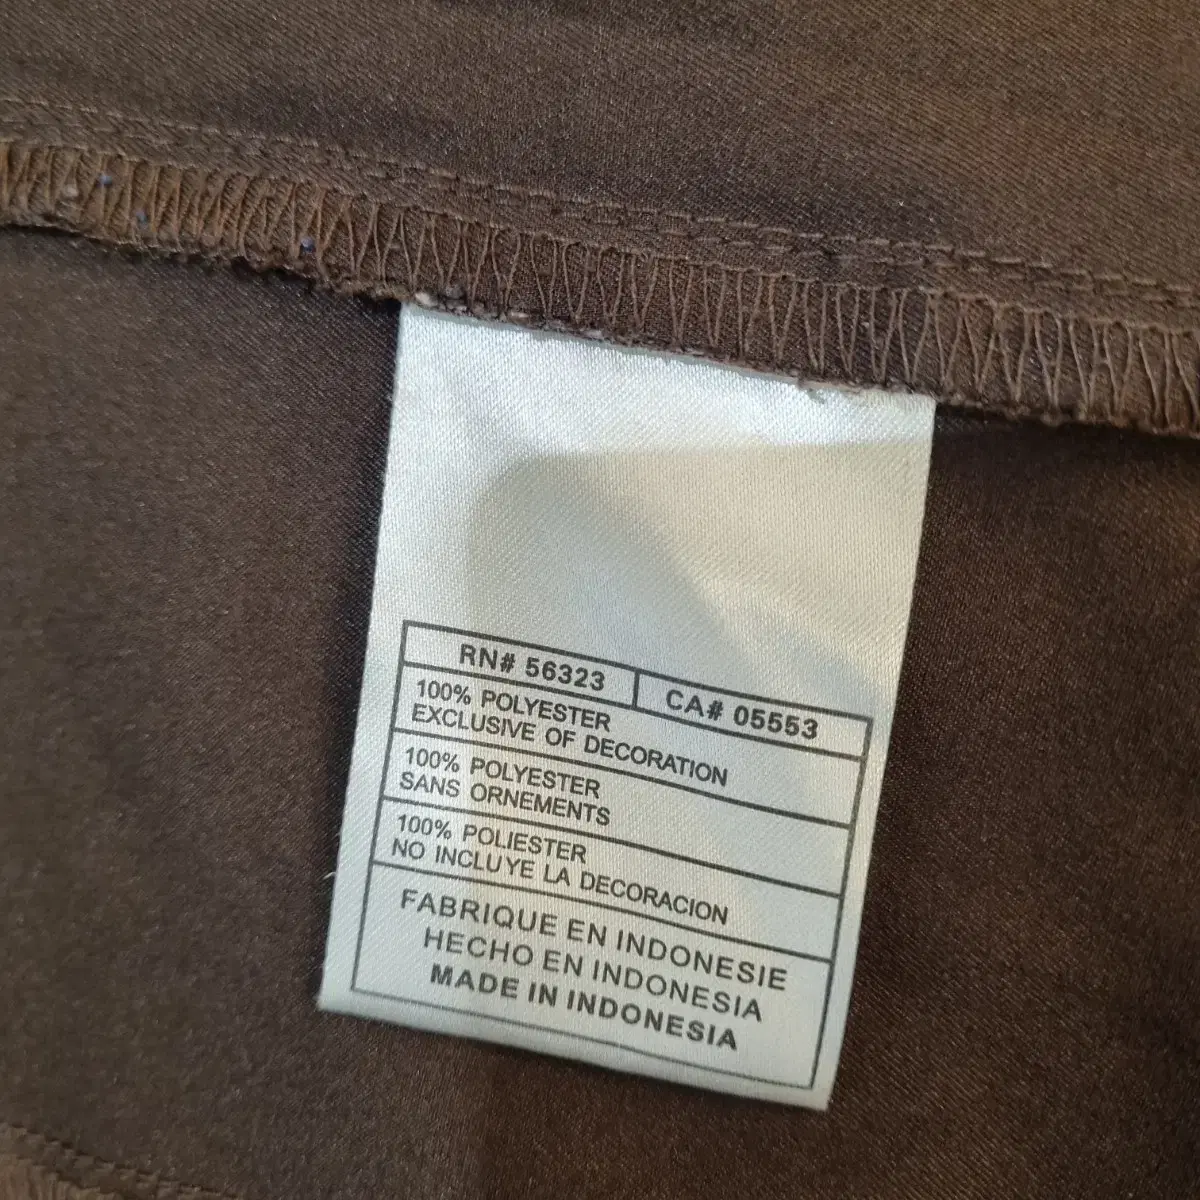 RN# 56323 CA# 05553
100% POLYESTER
EXCLUSIVE OF DECORATION
100% POLYESTER
SANS ORNEMENTS
100% POLIESTER
NO INCLUYE LA DECORACION
FABRIQUE EN INDONESIE
HECHO EN INDONESIA
MADE IN INDONESIA